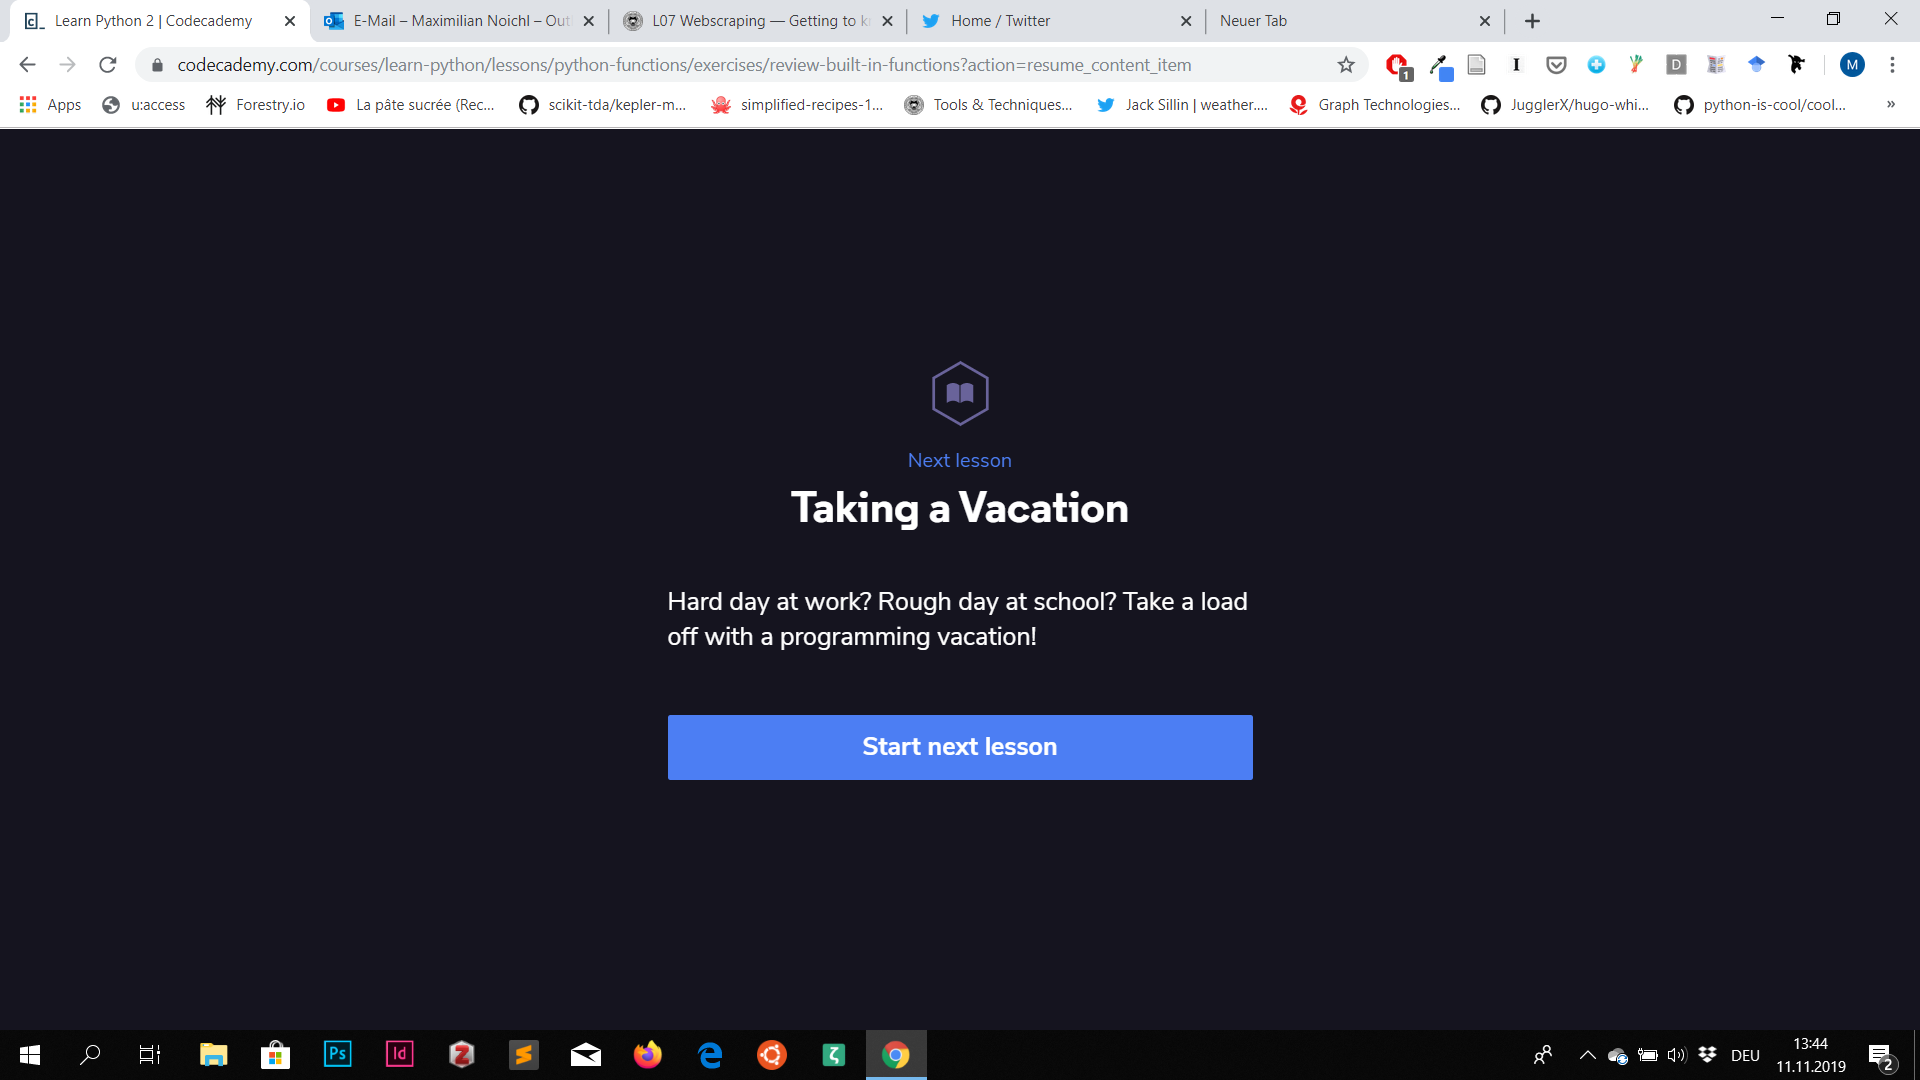 Learn Python 2 | Codecademy
E-Mail – Maximilian Noichl – Out
L07 Webscraping — Getting to k
Home / Twitter
Neuer Tab
codecademy.com/courses/learn-python/lessons/python-functions/exercises/review-built-in-functions?action=resume_content_item
1
I
D
M
Apps
u:access
Forestry.io
La pâte sucrée (Rec...
scikit-tda/kepler-m...
simplified-recipes-1...
Tools & Techniques...
Jack Sillin | weather....
Graph Technologies...
JugglerX/hugo-whi...
python-is-cool/cool...
»
Next lesson
Taking a Vacation
Hard day at work? Rough day at school? Take a load
off with a programming vacation!
Start next lesson
Ps
Id
Z
ζ
DEU
13:44
11.11.2019
2